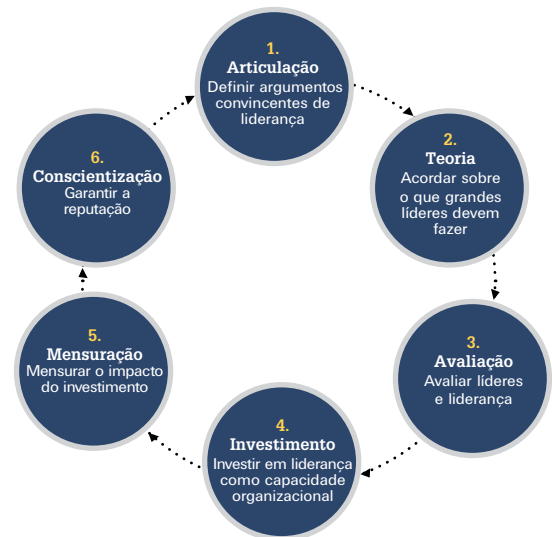 1.
Articulação
Definir argumentos
convincentes de
liderança
2.
Teoria
Acordar sobre
o que grandes
líderes devem
fazer
3.
Avaliação
Avaliar líderes
e liderança
4.
Investimento
Investir em liderança
como capacidade
organizacional
5.
Mensuração
Mensurar o impacto
do investimento
6.
Conscientização
Garantir a
reputação